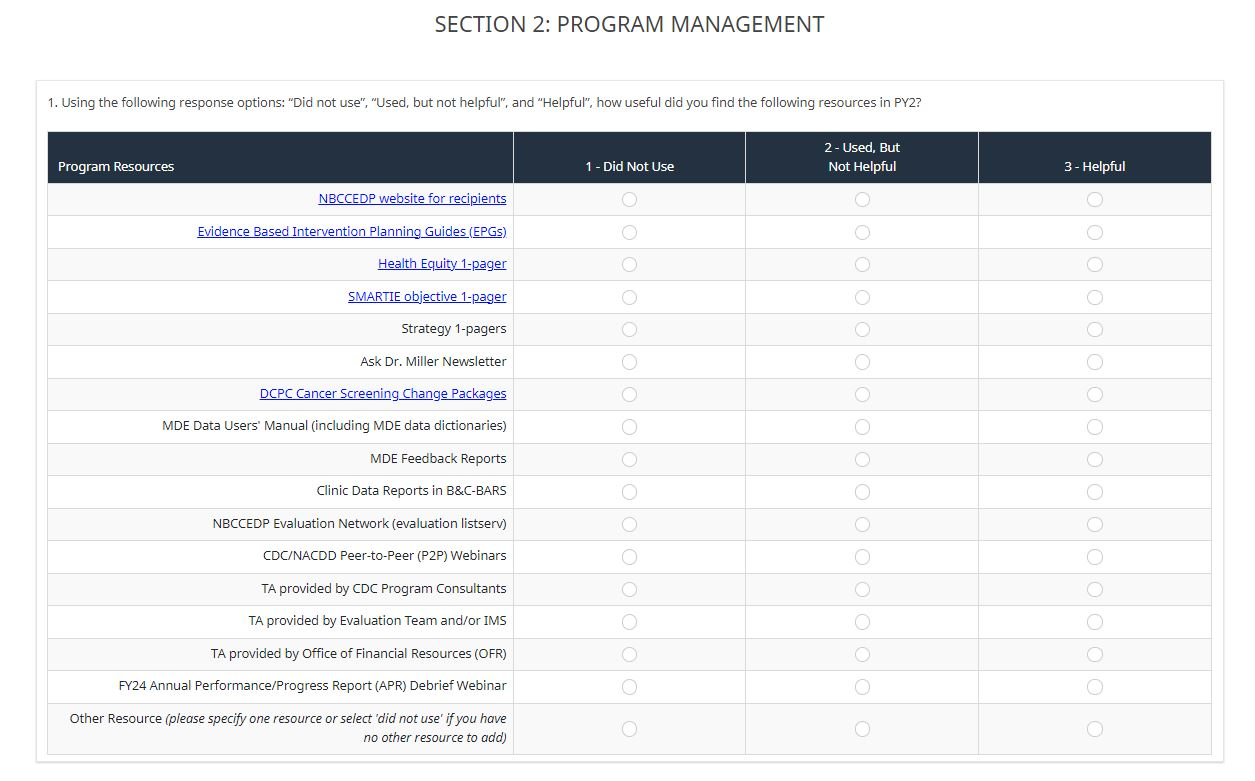 SECTION 2: PROGRAM MANAGEMENT
1. Using the following response options: “Did not use”, “Used, but not helpful”, and “Helpful”, how useful did you find the following resources in PY2?
Program Resources
1 - Did Not Use
2 - Used, But
Not Helpful
3 - Helpful
NBCCEDP website for recipients
Evidence Based Intervention Planning Guides (EPGs)
Health Equity 1-pager
SMARTIE objective 1-pager
Strategy 1-pagers
Ask Dr. Miller Newsletter
DCPC Cancer Screening Change Packages
MDE Data Users' Manual (including MDE data dictionaries)
MDE Feedback Reports
Clinic Data Reports in B&C-BARS
NBCCEDP Evaluation Network (evaluation listserv)
CDC/NACDD Peer-to-Peer (P2P) Webinars
TA provided by CDC Program Consultants
TA provided by Evaluation Team and/or IMS
TA provided by Office of Financial Resources (OFR)
FY24 Annual Performance/Progress Report (APR) Debrief Webinar
Other Resource (please specify one resource or select 'did not use' if you have
no other resource to add)